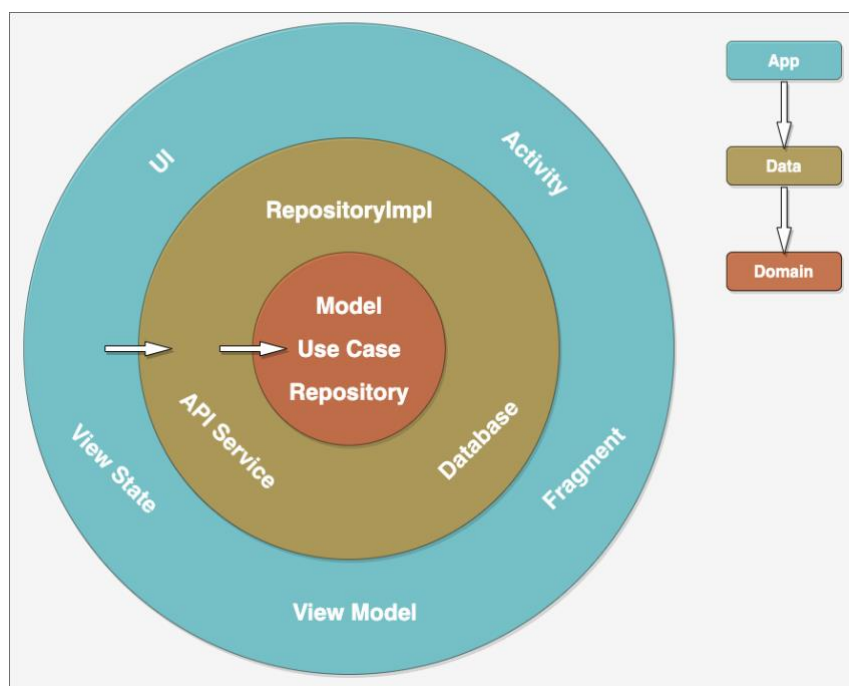 UI
Activity
RepositoryImpl
Model
Use Case
Repository
API Service
Database
View State
Fragment
View Model
App
Data
Domain